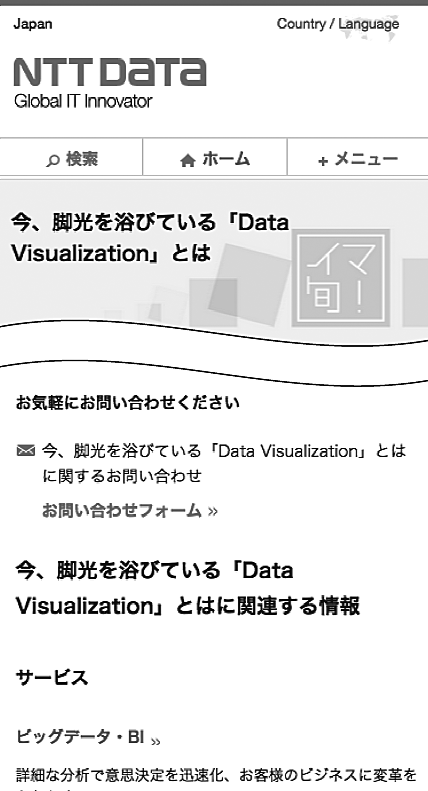 Japan
Country / Language
NTT DATA
Global IT Innovator
検索
ホーム
+ メニュー
今、脚光を浴びている「Data
Visualization」とは
イマ
旬！
お気軽にお問い合わせください
今、脚光を浴びている「Data Visualization」とは
に関するお問い合わせ
お問い合わせフォーム »
今、脚光を浴びている「Data
Visualization」とはに関連する情報
サービス
ビッグデータ・BI »
詳細な分析で意思決定を迅速化、お客様のビジネスに変革を